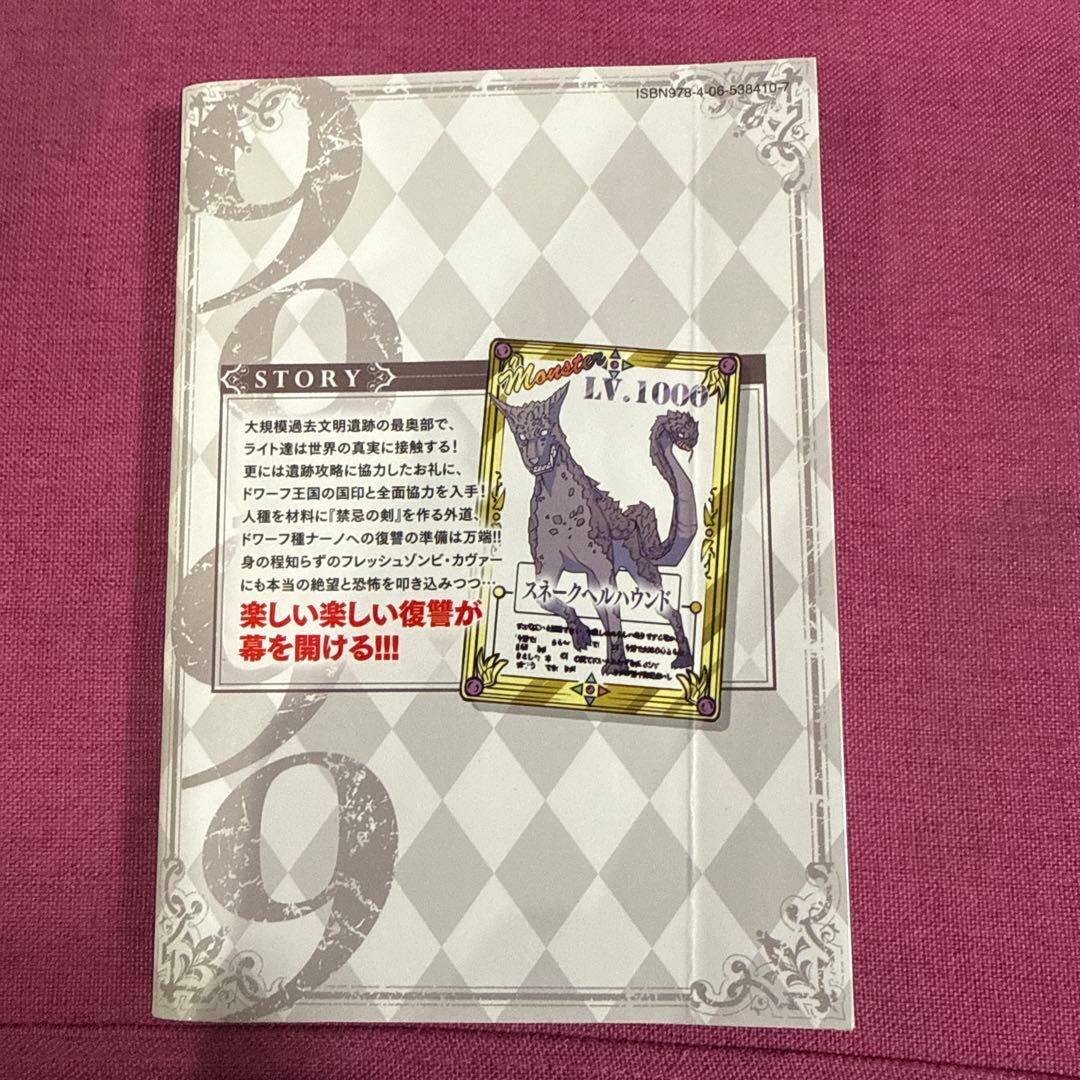 ISBN978-4-06-538410-7
9
9
9
9
STORY
大規模過去文明遺跡の最奥部で、
ライト達は世界の真実に接触する!
更には遺跡攻略に協力したお礼に、
ドワーフ王国の国印と全面協力を入手!
人種を材料に『禁忌の剣』を作る外道、
ドワーフ種ナーノへの復讐の準備は万端!!
身の程知らずのフレッシュゾンビ・カヴァー
にも本当の絶望と恐怖を叩き込みつつ…
楽しい楽しい復讐が
幕を開ける!!!
Monster
LV.1000
スネークヘルハウンド